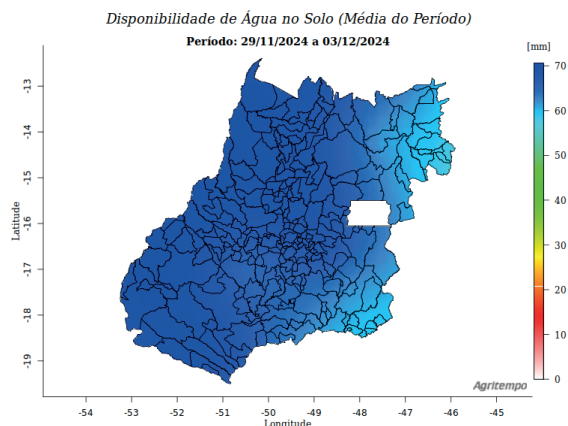 Disponibilidade de Água no Solo (Média do Período)
Período: 29/11/2024 a 03/12/2024
[mm]
70
60
50
40
30
20
10
0
-13
-14
-15
-16
-17
-18
-19
Latitude
Agritempo
-54 -53 -52 -51 -50 -49 -48 -47 -46 -45
Longitude